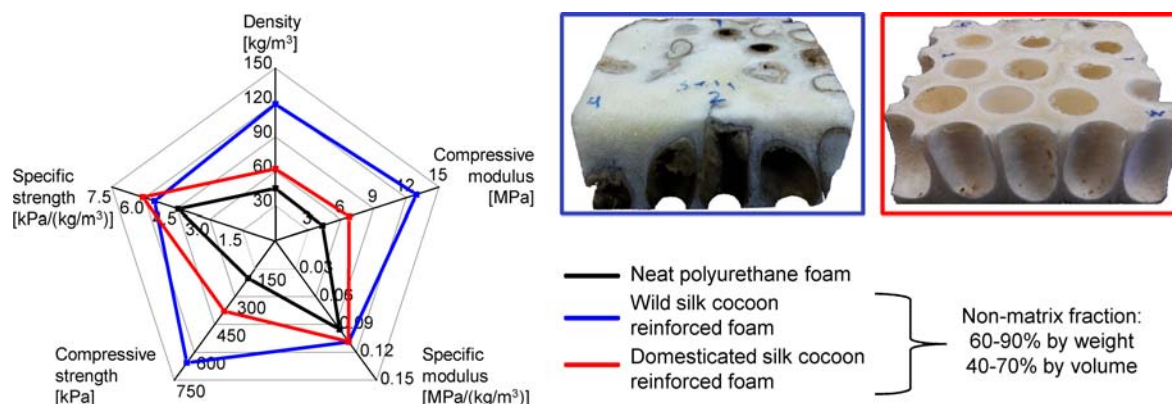 Density
[kg/m³]
150
120
90
60
30
Compressive
modulus
[MPa]
15
12
9
6
3
Specific
modulus
[MPa/(kg/m³)]
0.15
0.12
0.09
0.06
0.03
Compressive
strength
[kPa]
750
600
450
300
150
Specific
strength
[kPa/(kg/m³)]
7.5
6.0
4.5
3.0
1.5
4
2
Neat polyurethane foam
Wild silk cocoon
reinforced foam
Domesticated silk cocoon
reinforced foam
Non-matrix fraction:
60-90% by weight
40-70% by volume